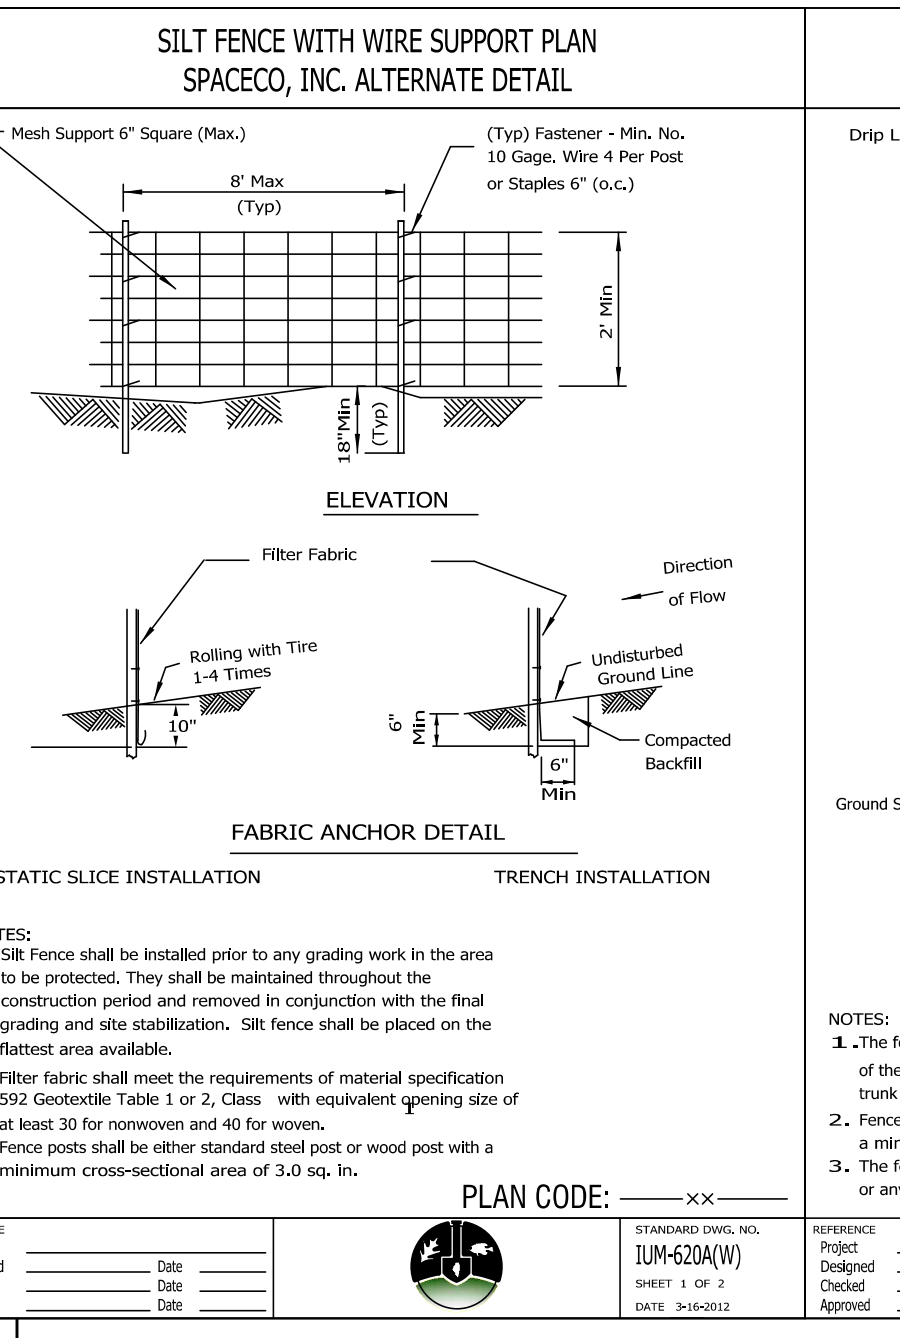 SILT FENCE WITH WIRE SUPPORT PLAN
SPACECO, INC. ALTERNATE DETAIL
Mesh Support 6" Square (Max.)
(Typ) Fastener - Min. No.
10 Gage. Wire 4 Per Post
or Staples 6" (o.c.)
8' Max
(Typ)
2' Min
18"Min
(Typ)
ELEVATION
Filter Fabric
Direction
of Flow
Rolling with Tire
1-4 Times
10"
Undisturbed
Ground Line
6"
Min
Compacted
Backfill
6"
Min
FABRIC ANCHOR DETAIL
STATIC SLICE INSTALLATION
TRENCH INSTALLATION
TES:
Silt Fence shall be installed prior to any grading work in the area
to be protected. They shall be maintained throughout the
construction period and removed in conjunction with the final
grading and site stabilization. Silt fence shall be placed on the
flattest area available.
Filter fabric shall meet the requirements of material specification
592 Geotextile Table 1 or 2, Class with equivalent opening size of
1
at least 30 for nonwoven and 40 for woven.
Fence posts shall be either standard steel post or wood post with a
minimum cross-sectional area of 3.0 sq. in.
PLAN CODE: xx
Date
Date
Date
STANDARD DWG. NO.
IUM-620A(W)
SHEET 1 OF 2
DATE 3-16-2012
Drip L
Ground S
NOTES:
1. The f
of the
trunk
2. Fence
a mi
3. The f
or an
REFERENCE
Project
Designed
Checked
Approved